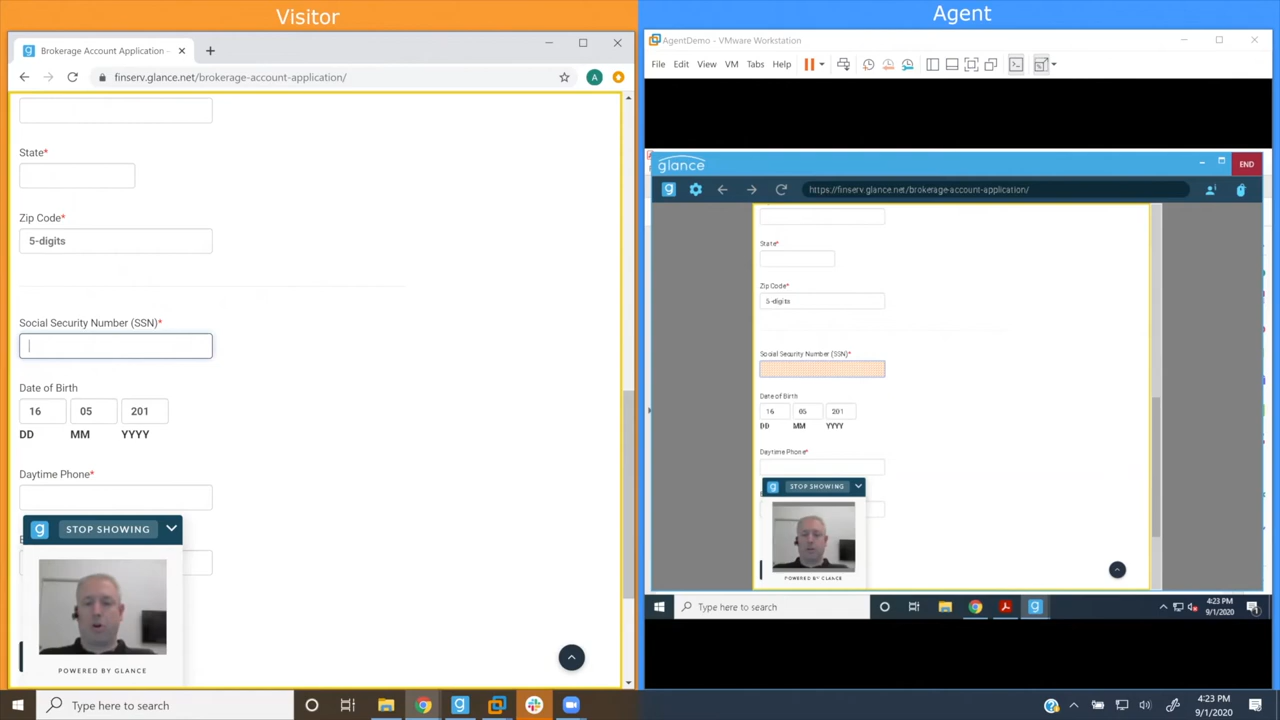 Visitor
Brokerage Account Application –
finserv.glance.net/brokerage-account-application/
A
State*
Zip Code*
5-digits
Social Security Number (SSN)*
Date of Birth
16 05 201
DD MM YYYY
Daytime Phone*
g STOP SHOWING
POWERED BY GLANCE
Type here to search
Agent
AgentDemo - VMware Workstation
File Edit View VM Tabs Help
glance
END
g
https://finserv.glance.net/brokerage-account-application/
State*
Zip Code*
5-digits
Social Security Number (SSN)*
Date of Birth
16 05 201
DD MM YYYY
Daytime Phone*
g STOP SHOWING
POWERED BY GLANCE
Type here to search
4:23 PM
9/1/2020
4:23 PM
9/1/2020